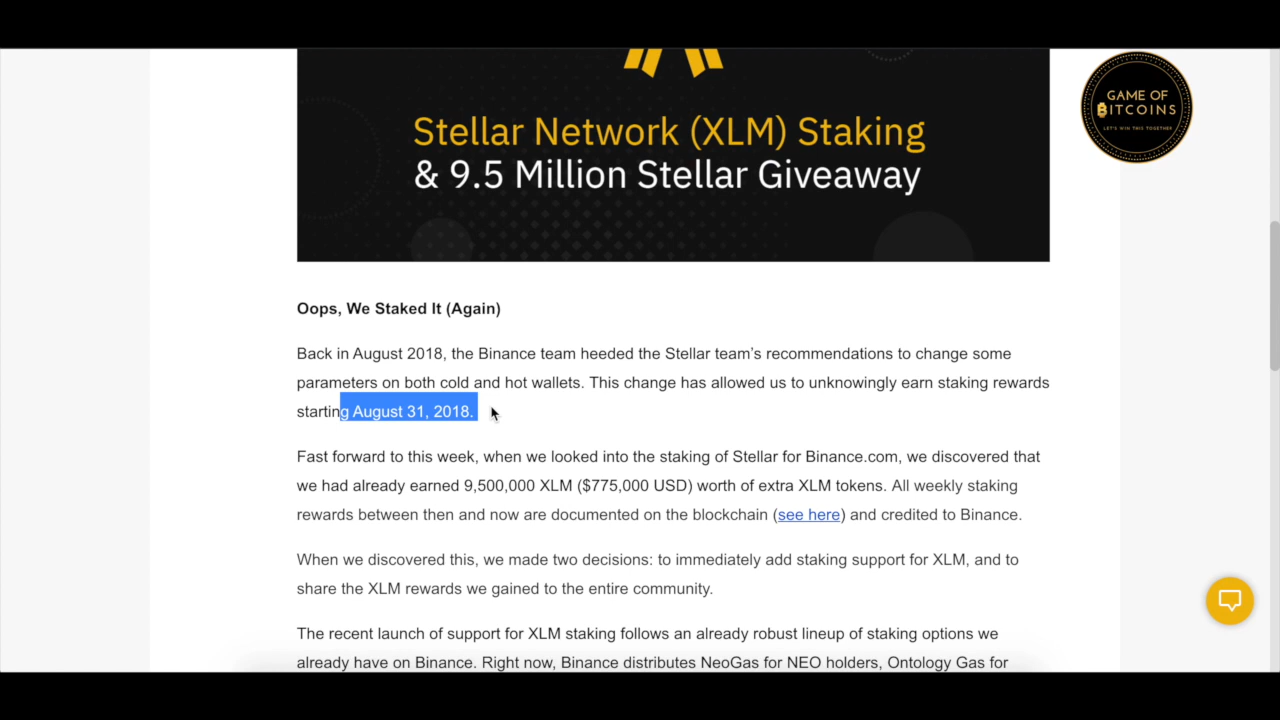 GAME OF
BITCOINS
LET'S WIN THIS TOGETHER
Stellar Network (XLM) Staking
& 9.5 Million Stellar Giveaway
Oops, We Staked It (Again)
Back in August 2018, the Binance team heeded the Stellar team’s recommendations to change some
parameters on both cold and hot wallets. This change has allowed us to unknowingly earn staking rewards
starting August 31, 2018.
Fast forward to this week, when we looked into the staking of Stellar for Binance.com, we discovered that
we had already earned 9,500,000 XLM ($775,000 USD) worth of extra XLM tokens. All weekly staking
rewards between then and now are documented on the blockchain (see here) and credited to Binance.
When we discovered this, we made two decisions: to immediately add staking support for XLM, and to
share the XLM rewards we gained to the entire community.
The recent launch of support for XLM staking follows an already robust lineup of staking options we
already have on Binance. Right now, Binance distributes NeoGas for NEO holders, Ontology Gas for